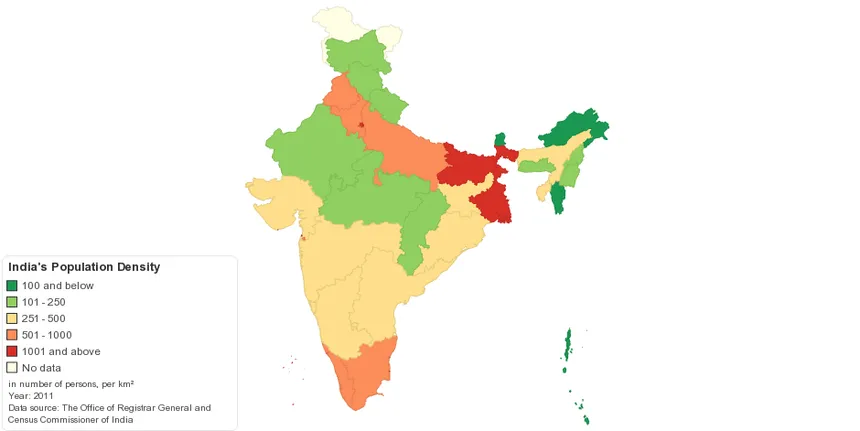 India's Population Density
100 and below
101 - 250
251 - 500
501 - 1000
1001 and above
No data
in number of persons, per km²
Year: 2011
Data source: The Office of Registrar General and
Census Commissioner of India